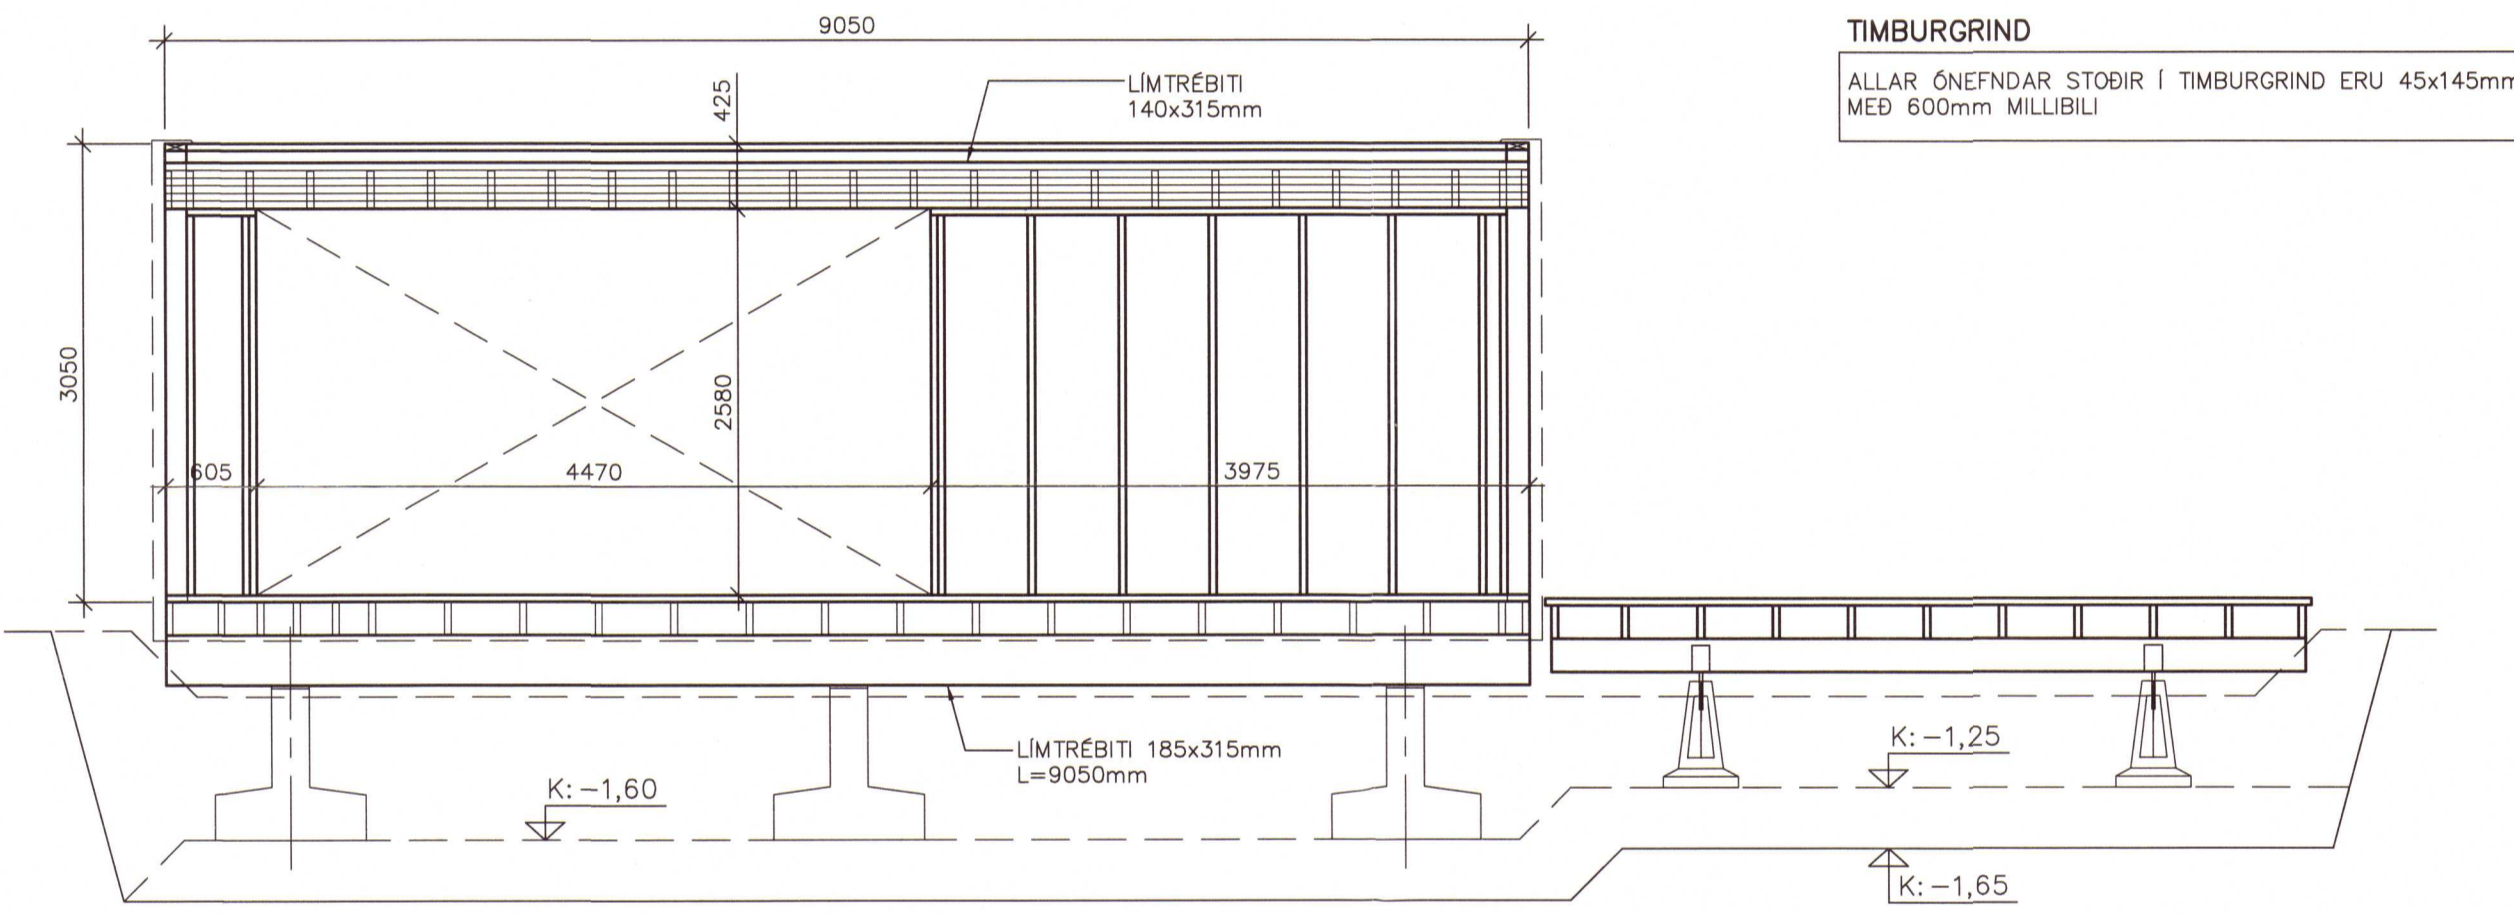 9050
TIMBURGRIND
ALLAR ÓNEFNDAR STOÐIR Í TIMBURGRIND ERU 45x145mm
MEÐ 600mm MILLIBILI
425
LÍMTRÉBITI
140x315mm
3050
2580
605
4470
3975
LÍMTRÉBITI 185x315mm
L=9050mm
K:-1,60
K:-1,25
K:-1,65